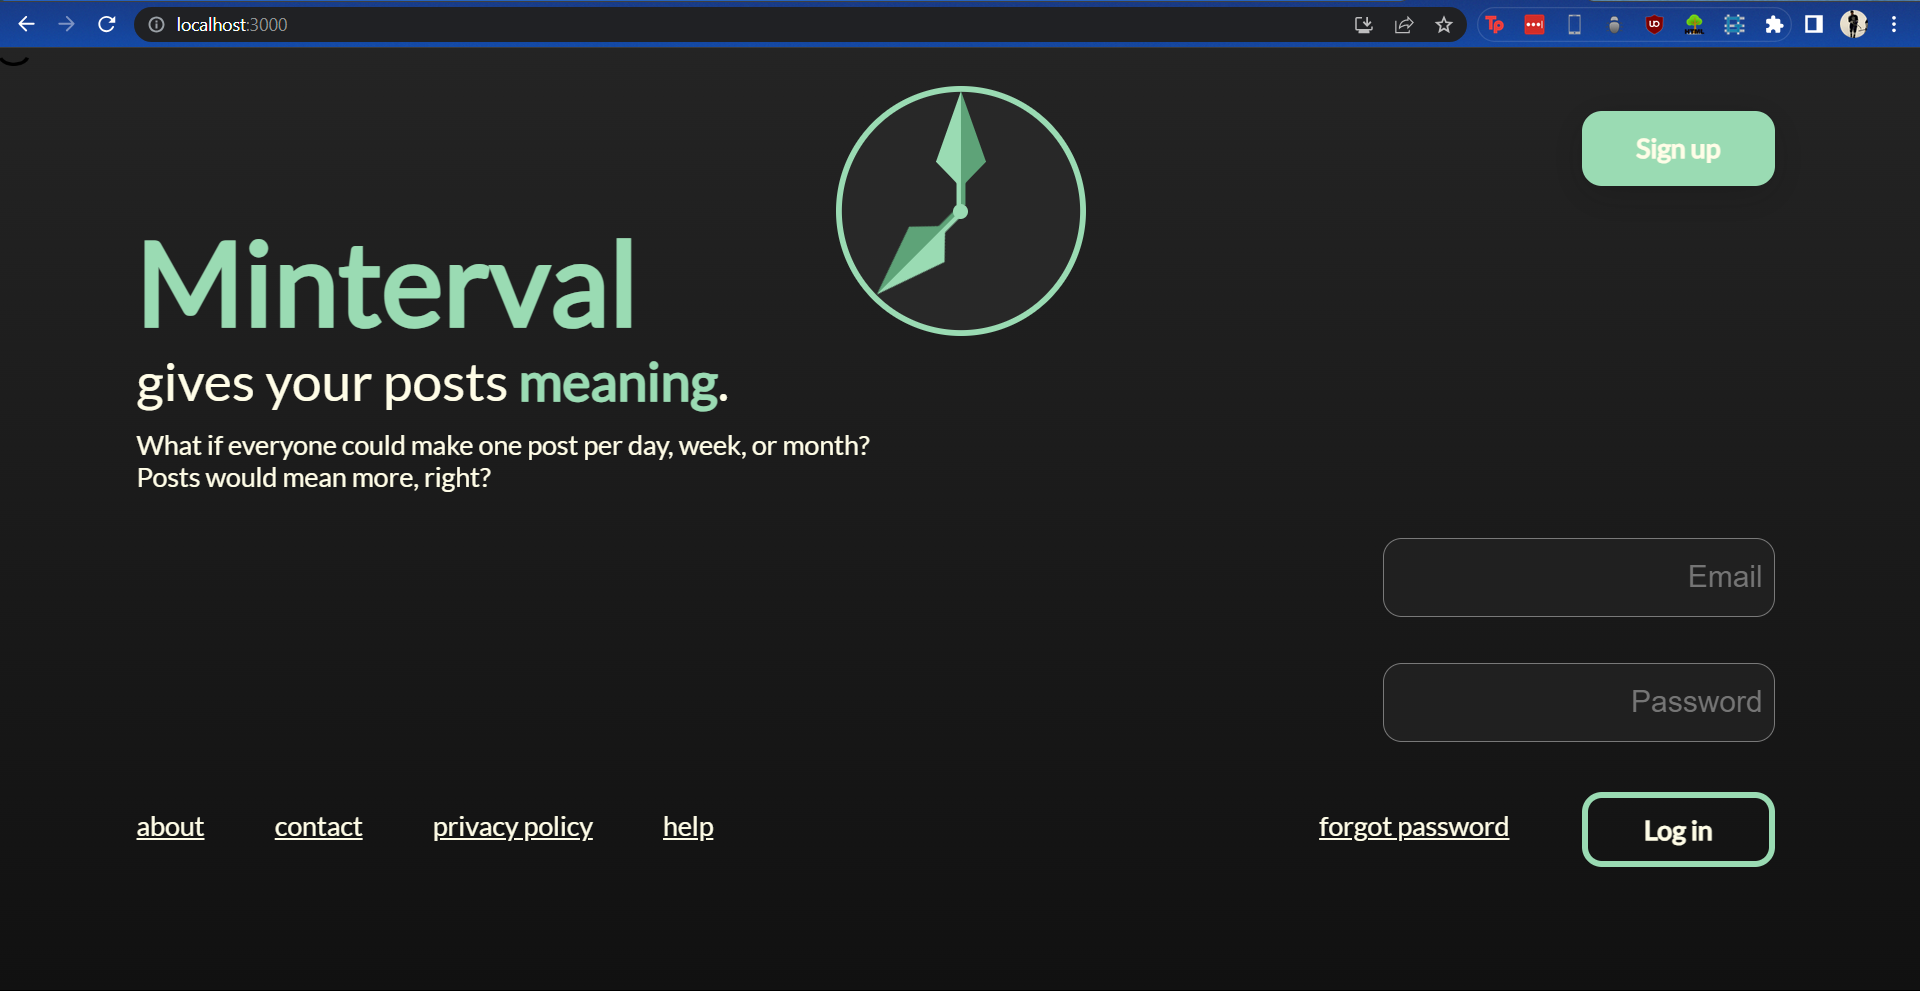 localhost:3000
Sign up
Minterval
gives your posts meaning.
What if everyone could make one post per day, week, or month?
Posts would mean more, right?
Email
Password
about contact privacy policy help
forgot password Log in